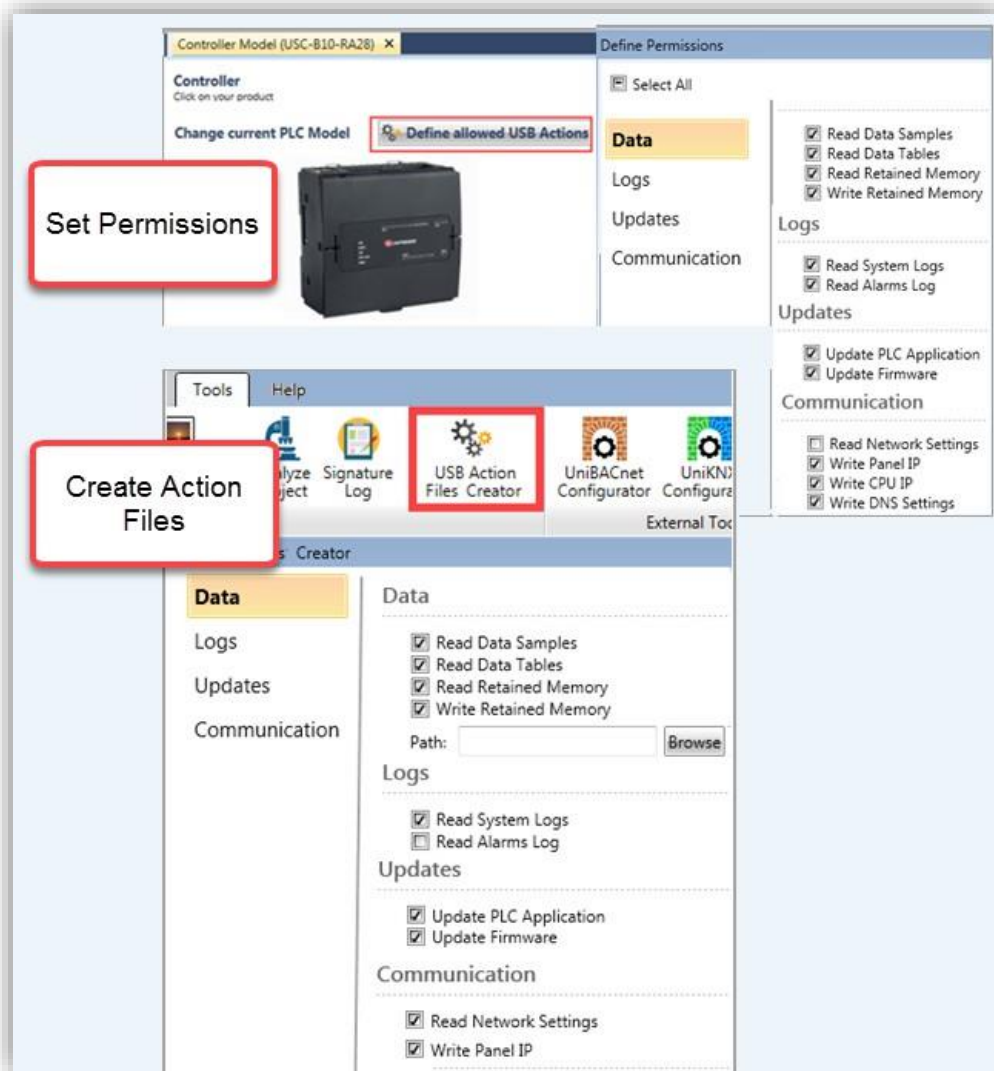 Controller Model (USC-B10-RA28) ×
Controller
Click on your product
Change current PLC Model
Define allowed USB Actions
Set Permissions
Define Permissions
Select All
Data
Logs
Updates
Communication
Read Data Samples
Read Data Tables
Read Retained Memory
Write Retained Memory
Logs
Read System Logs
Read Alarms Log
Updates
Update PLC Application
Update Firmware
Communication
Read Network Settings
Write Panel IP
Write CPU IP
Write DNS Settings
Tools Help
Signature
Log
USB Action
Files Creator
UniBACnet
Configurator
External
Create Action
Files
Creator
Data
Logs
Updates
Communication
Data
Read Data Samples
Read Data Tables
Read Retained Memory
Write Retained Memory
Path: Browse
Logs
Read System Logs
Read Alarms Log
Updates
Update PLC Application
Update Firmware
Communication
Read Network Settings
Write Panel IP